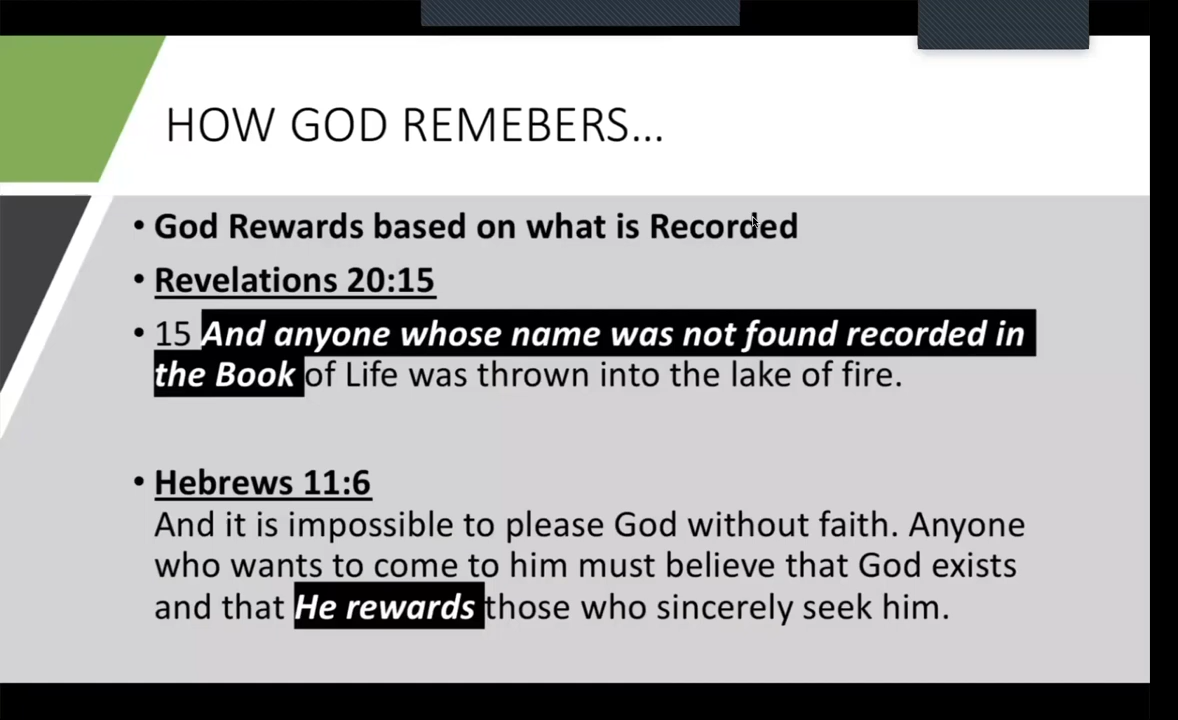 HOW GOD REMEBERS...
• God Rewards based on what is Recorded
• Revelations 20:15
• 15 And anyone whose name was not found recorded in
the Book of Life was thrown into the lake of fire.
• Hebrews 11:6
And it is impossible to please God without faith. Anyone
who wants to come to him must believe that God exists
and that He rewards those who sincerely seek him.